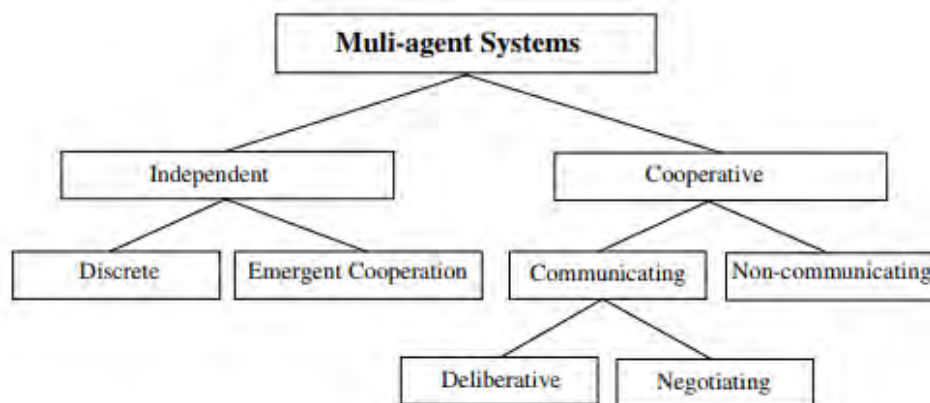 Muli-agent Systems
Independent
Cooperative
Discrete
Emergent Cooperation
Communicating
Non-communicating
Deliberative
Negotiating